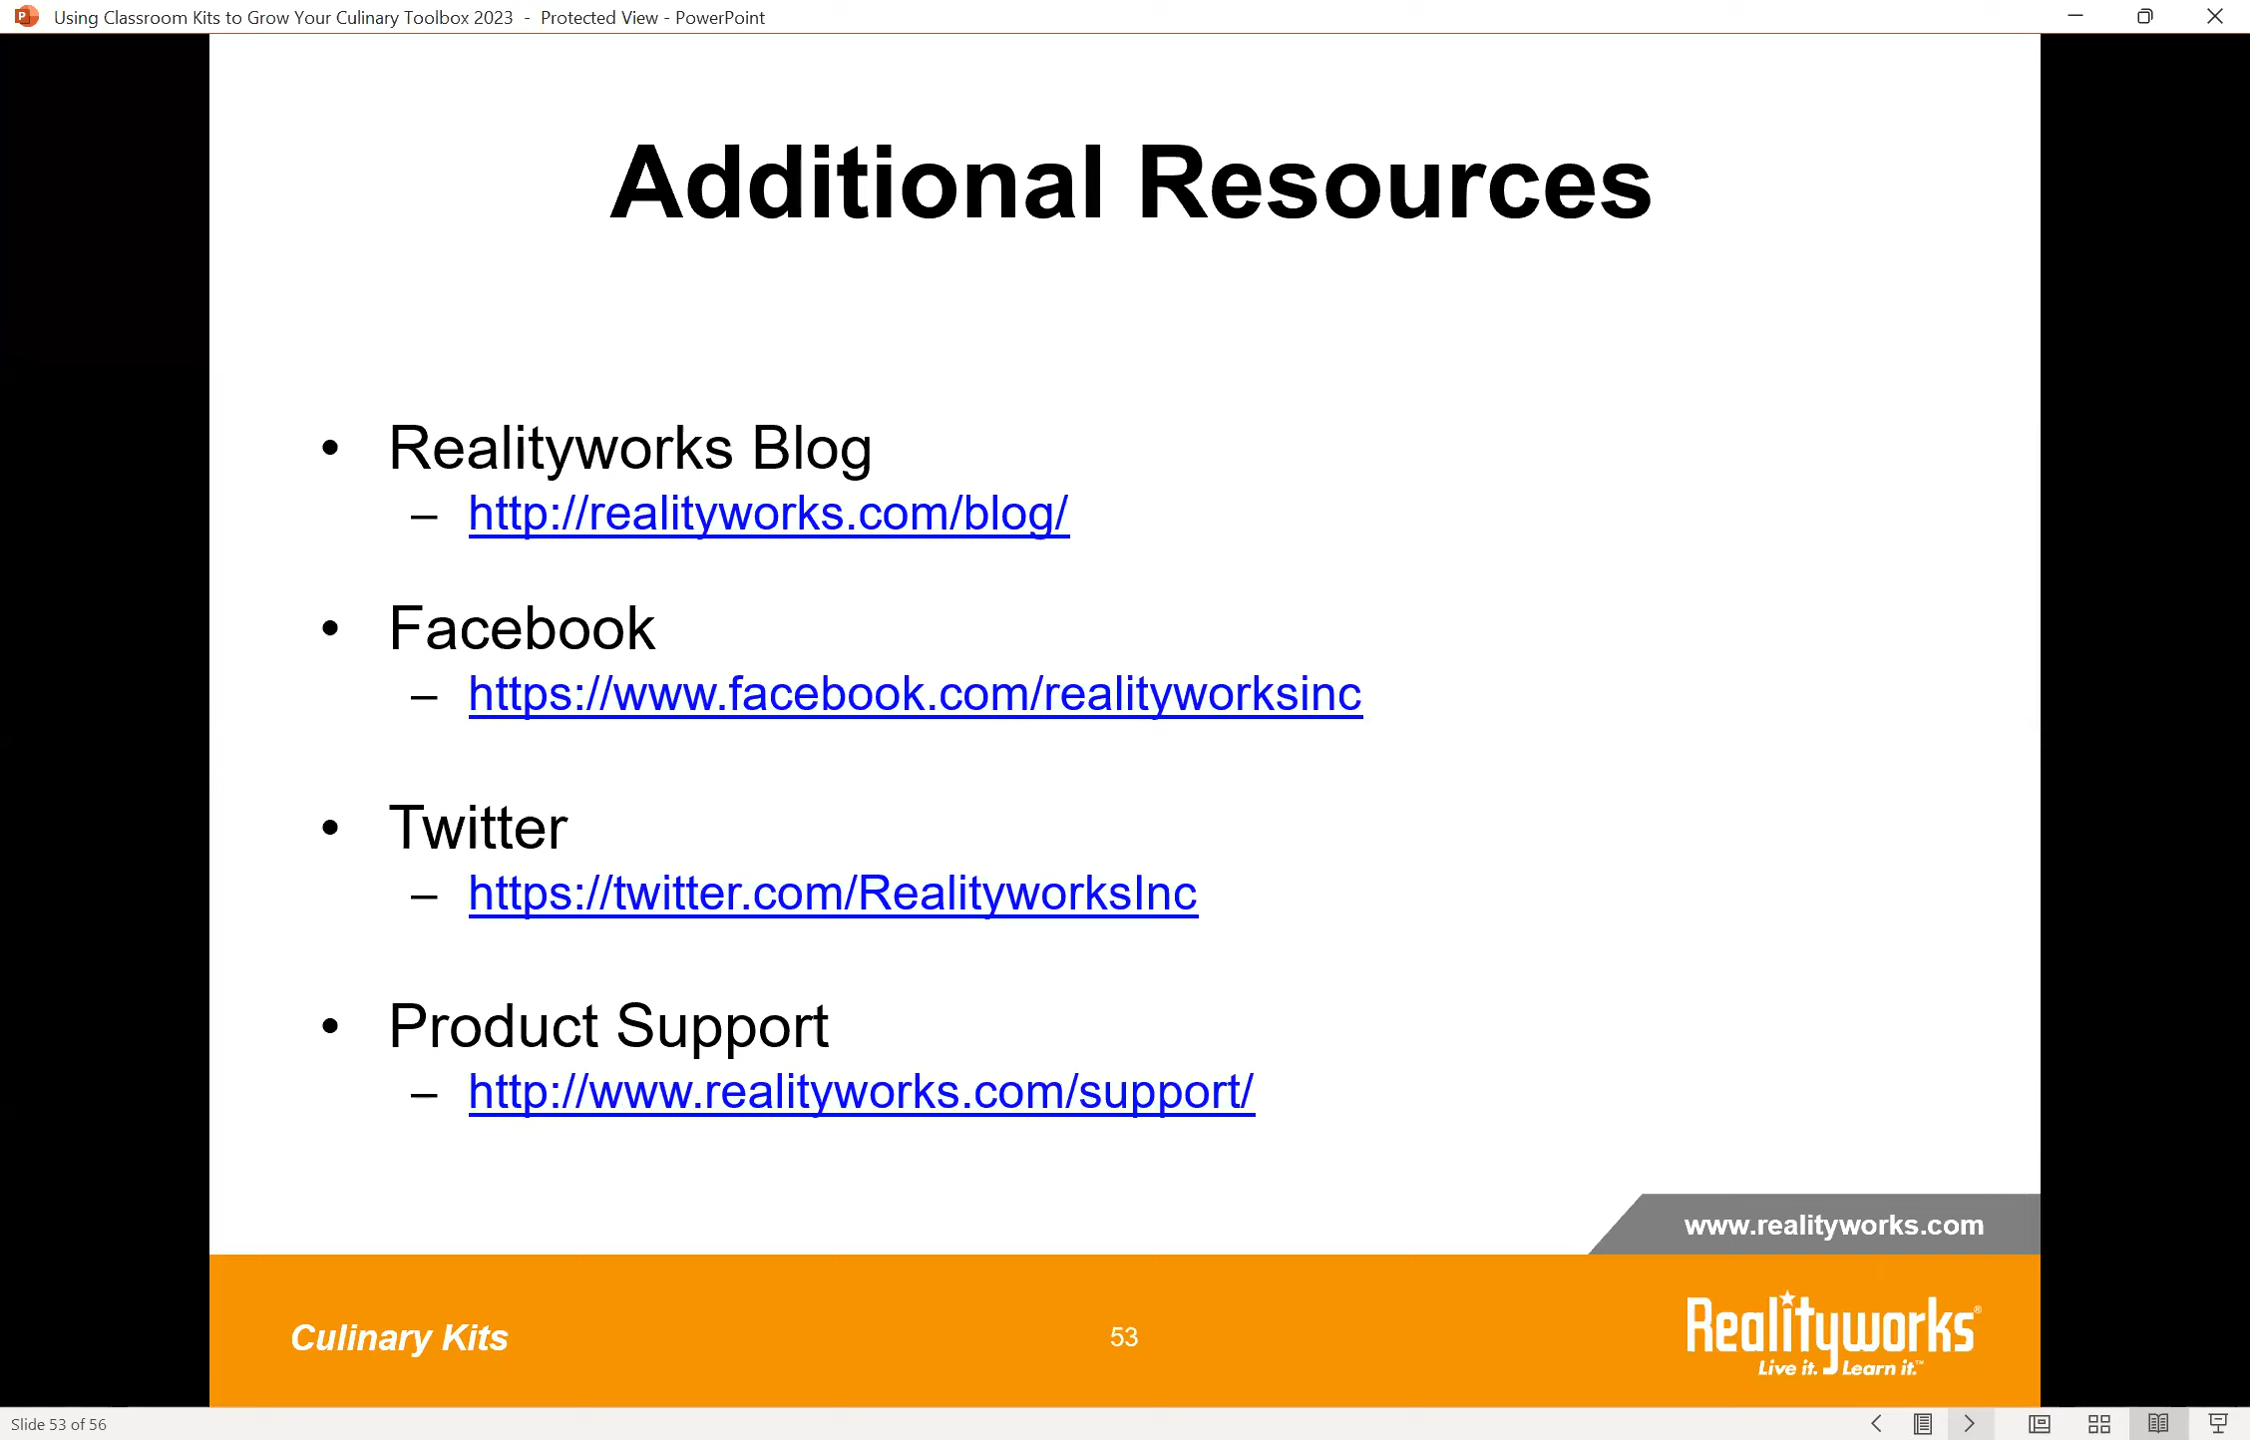 Using Classroom Kits to Grow Your Culinary Toolbox 2023 - Protected View - PowerPoint
Additional Resources
• Realityworks Blog
– http://realityworks.com/blog/
• Facebook
– https://www.facebook.com/realityworksinc
• Twitter
– https://twitter.com/RealityworksInc
• Product Support
– http://www.realityworks.com/support/
www.realityworks.com
Culinary Kits
53
Realityworks®
Live it. Learn it.™
Slide 53 of 56